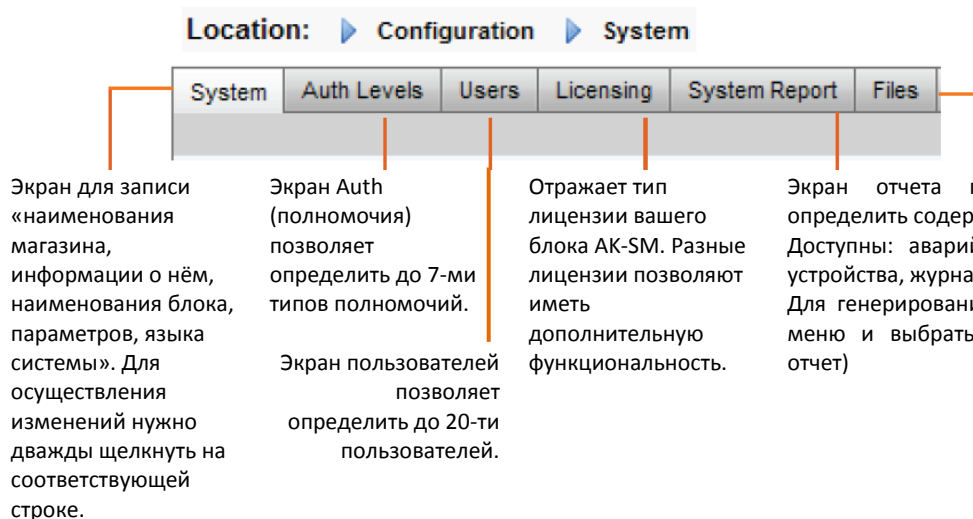 Location: Configuration System
System Auth Levels Users Licensing System Report Files
Экран для записи
«наименования
магазина,
информации о нём,
наименования блока,
параметров, языка
системы». Для
осуществления
изменений нужно
дважды щелкнуть на
соответствующей
строке.
Экран Auth
(полномочия)
позволяет
определить до 7-ми
типов полномочий.
Экран пользователей
позволяет
определить до 20-ти
пользователей.
Отражает тип
лицензии вашего
блока AK-SM. Разные
лицензии позволяют
иметь
дополнительную
функциональность.
Экран отчета
определить
Доступны:
устройства,
Для
меню и выбрать
отчет)